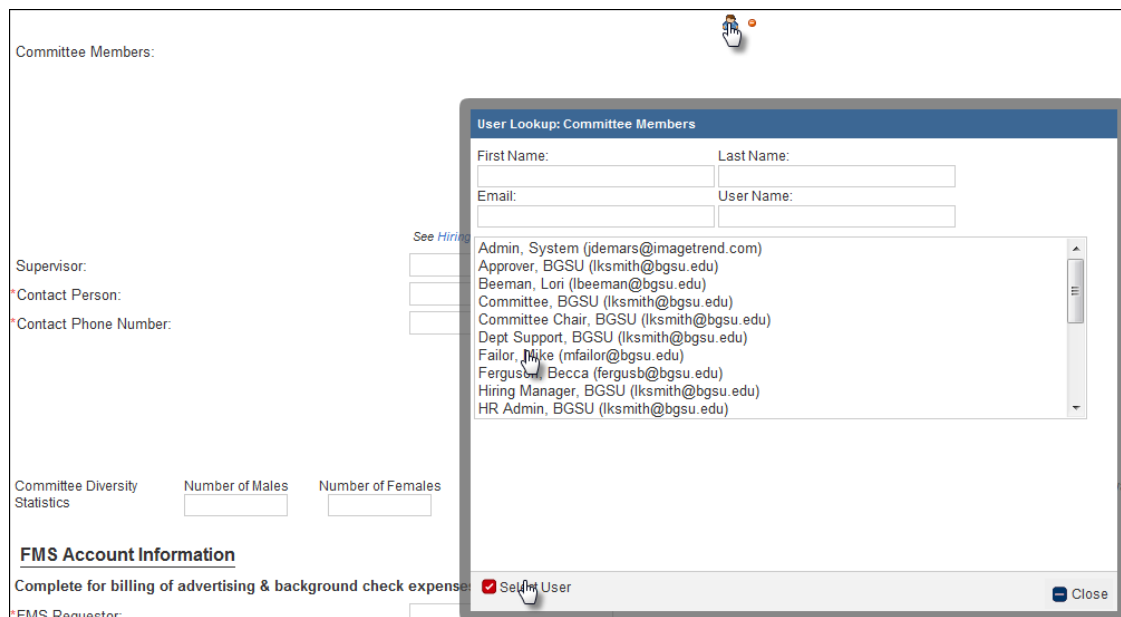 Committee Members:
User Lookup: Committee Members
First Name:
Last Name:
Email:
User Name:
Admin, System (jdemars@imagetrend.com)
Approver, BGSU (lksmith@bgsu.edu)
Beeman, Lori (lbeeman@bgsu.edu)
Committee, BGSU (lksmith@bgsu.edu)
Committee Chair, BGSU (lksmith@bgsu.edu)
Dept Support, BGSU (lksmith@bgsu.edu)
Failor, Mike (mfailor@bgsu.edu)
Ferguson, Becca (fergusb@bgsu.edu)
Hiring Manager, BGSU (lksmith@bgsu.edu)
HR Admin, BGSU (lksmith@bgsu.edu)
Select User
Close
See Hiring
Supervisor:
*Contact Person:
*Contact Phone Number:
Committee Diversity
Statistics
Number of Males
Number of Females
FMS Account Information
Complete for billing of advertising & background check expenses
*FMS Requestor: